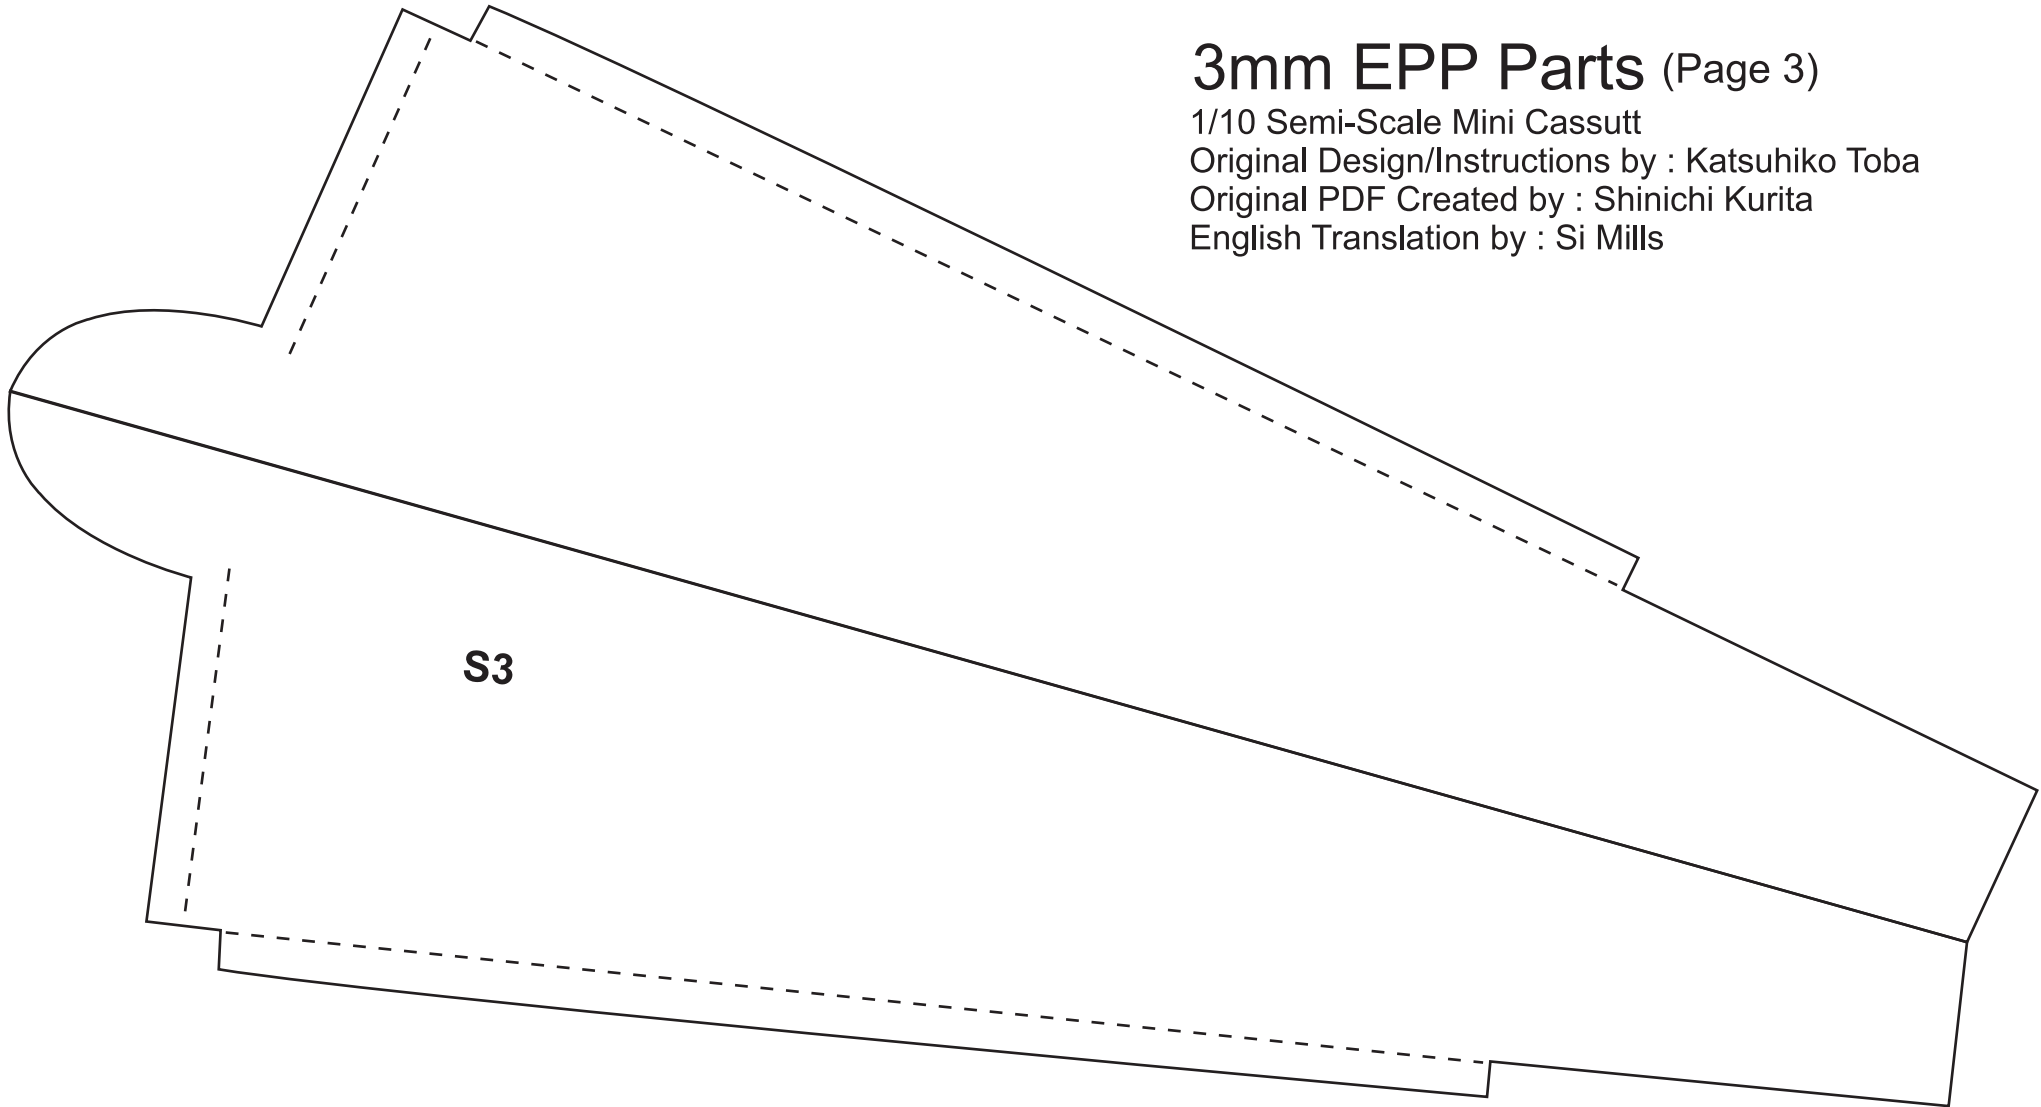 3mm EPP Parts (Page 3)
1/10 Semi-Scale Mini Cassutt
Original Design/Instructions by : Katsuhiko Toba
Original PDF Created by : Shinichi Kurita
English Translation by : Si Mills
S3